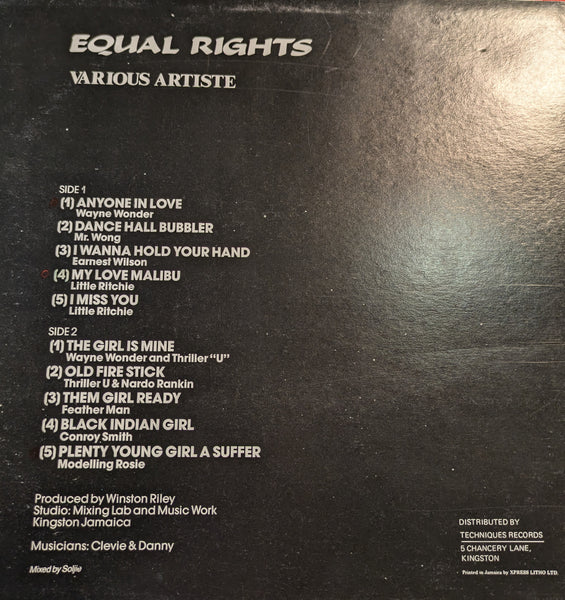 EQUAL RIGHTS
VARIOUS ARTISTE
SIDE 1
(1) ANYONE IN LOVE
Wayne Wonder
(2) DANCE HALL BUBBLER
Mr. Wong
(3) I WANNA HOLD YOUR HAND
Earnest Wilson
(4) MY LOVE MALIBU
Little Ritchie
(5) I MISS YOU
Little Ritchie
SIDE 2
(1) THE GIRL IS MINE
Wayne Wonder and Thriller "U"
(2) OLD FIRE STICK
Thriller U & Nardo Rankin
(3) THEM GIRL READY
Feather Man
(4) BLACK INDIAN GIRL
Conroy Smith
(5) PLENTY YOUNG GIRL A SUFFER
Modelling Rosie
Produced by Winston Riley
Studio: Mixing Lab and Music Work
Kingston Jamaica
Musicians: Clevie & Danny
Mixed by Soljie
DISTRIBUTED BY
TECHNIQUES RECORDS
5 CHANCERY LANE,
KINGSTON
Printed in Jamaica by XPRESS LITHO LTD.